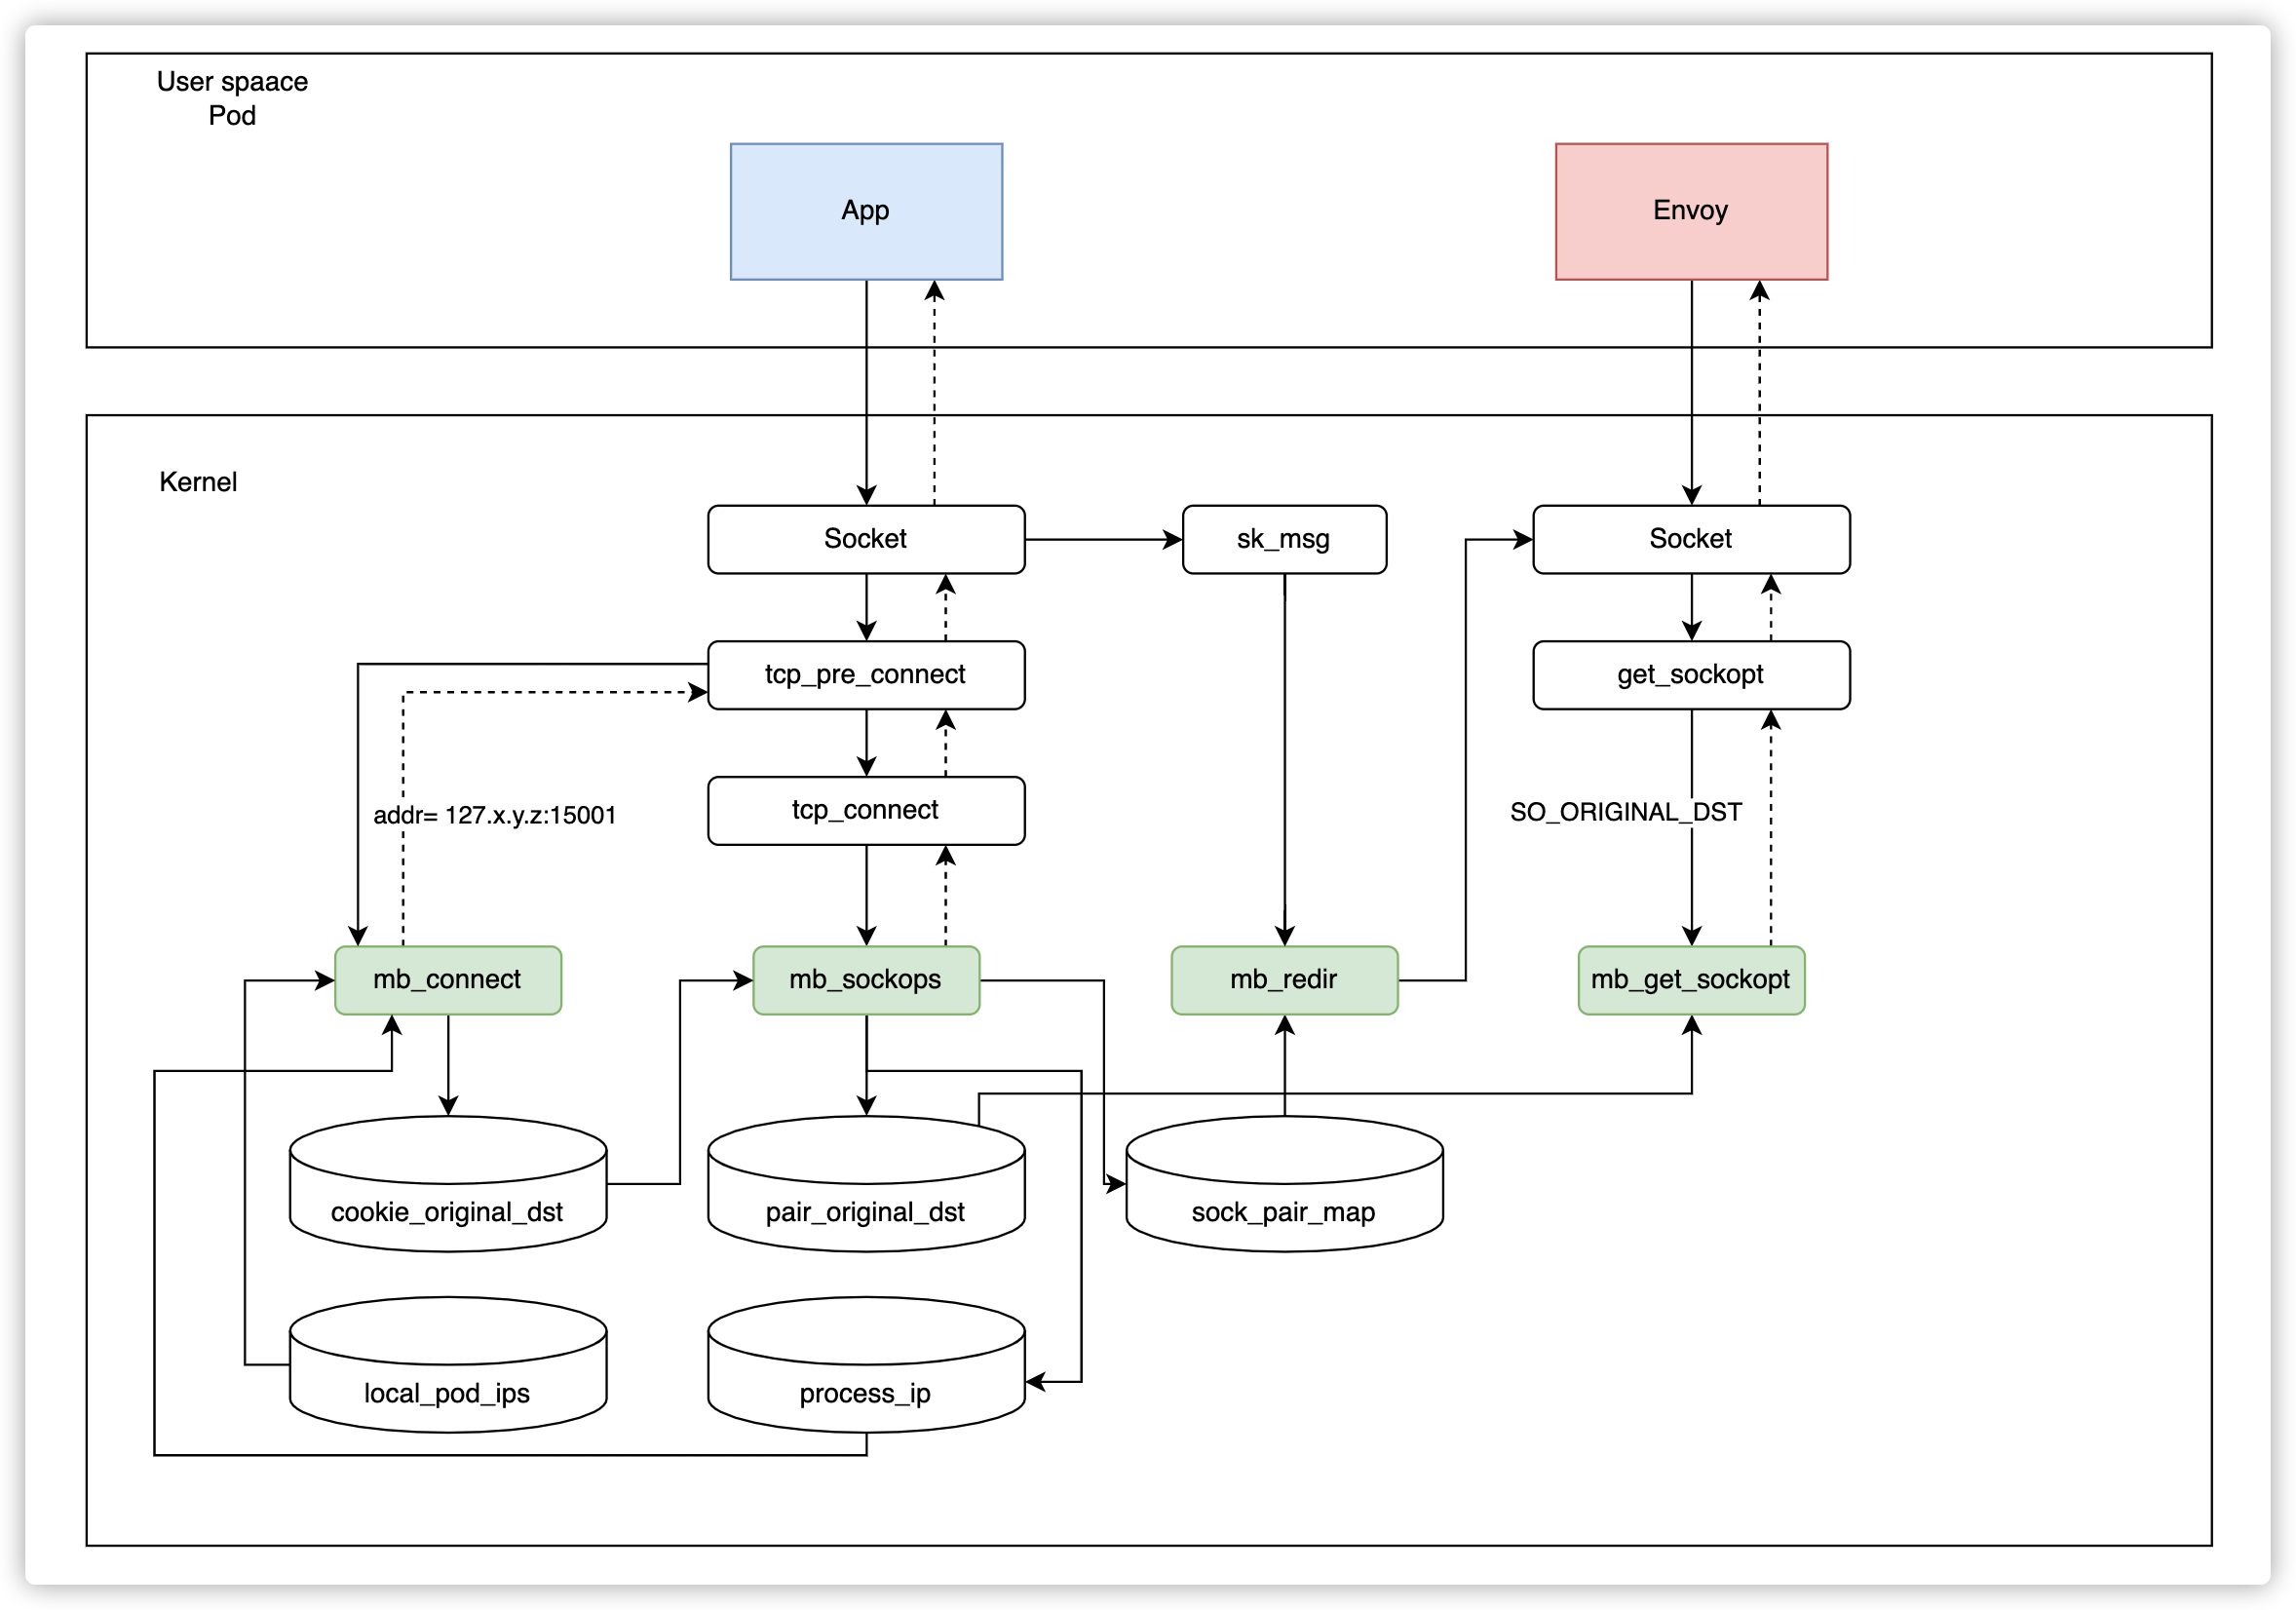 User spaace
Pod
App
Envoy
Kernel
Socket
sk_msg
Socket
tcp_pre_connect
get_sockopt
tcp_connect
addr= 127.x.y.z:15001
SO_ORIGINAL_DST
mb_connect
mb_sockops
mb_redir
mb_get_sockopt
cookie_original_dst
pair_original_dst
sock_pair_map
local_pod_ips
process_ip